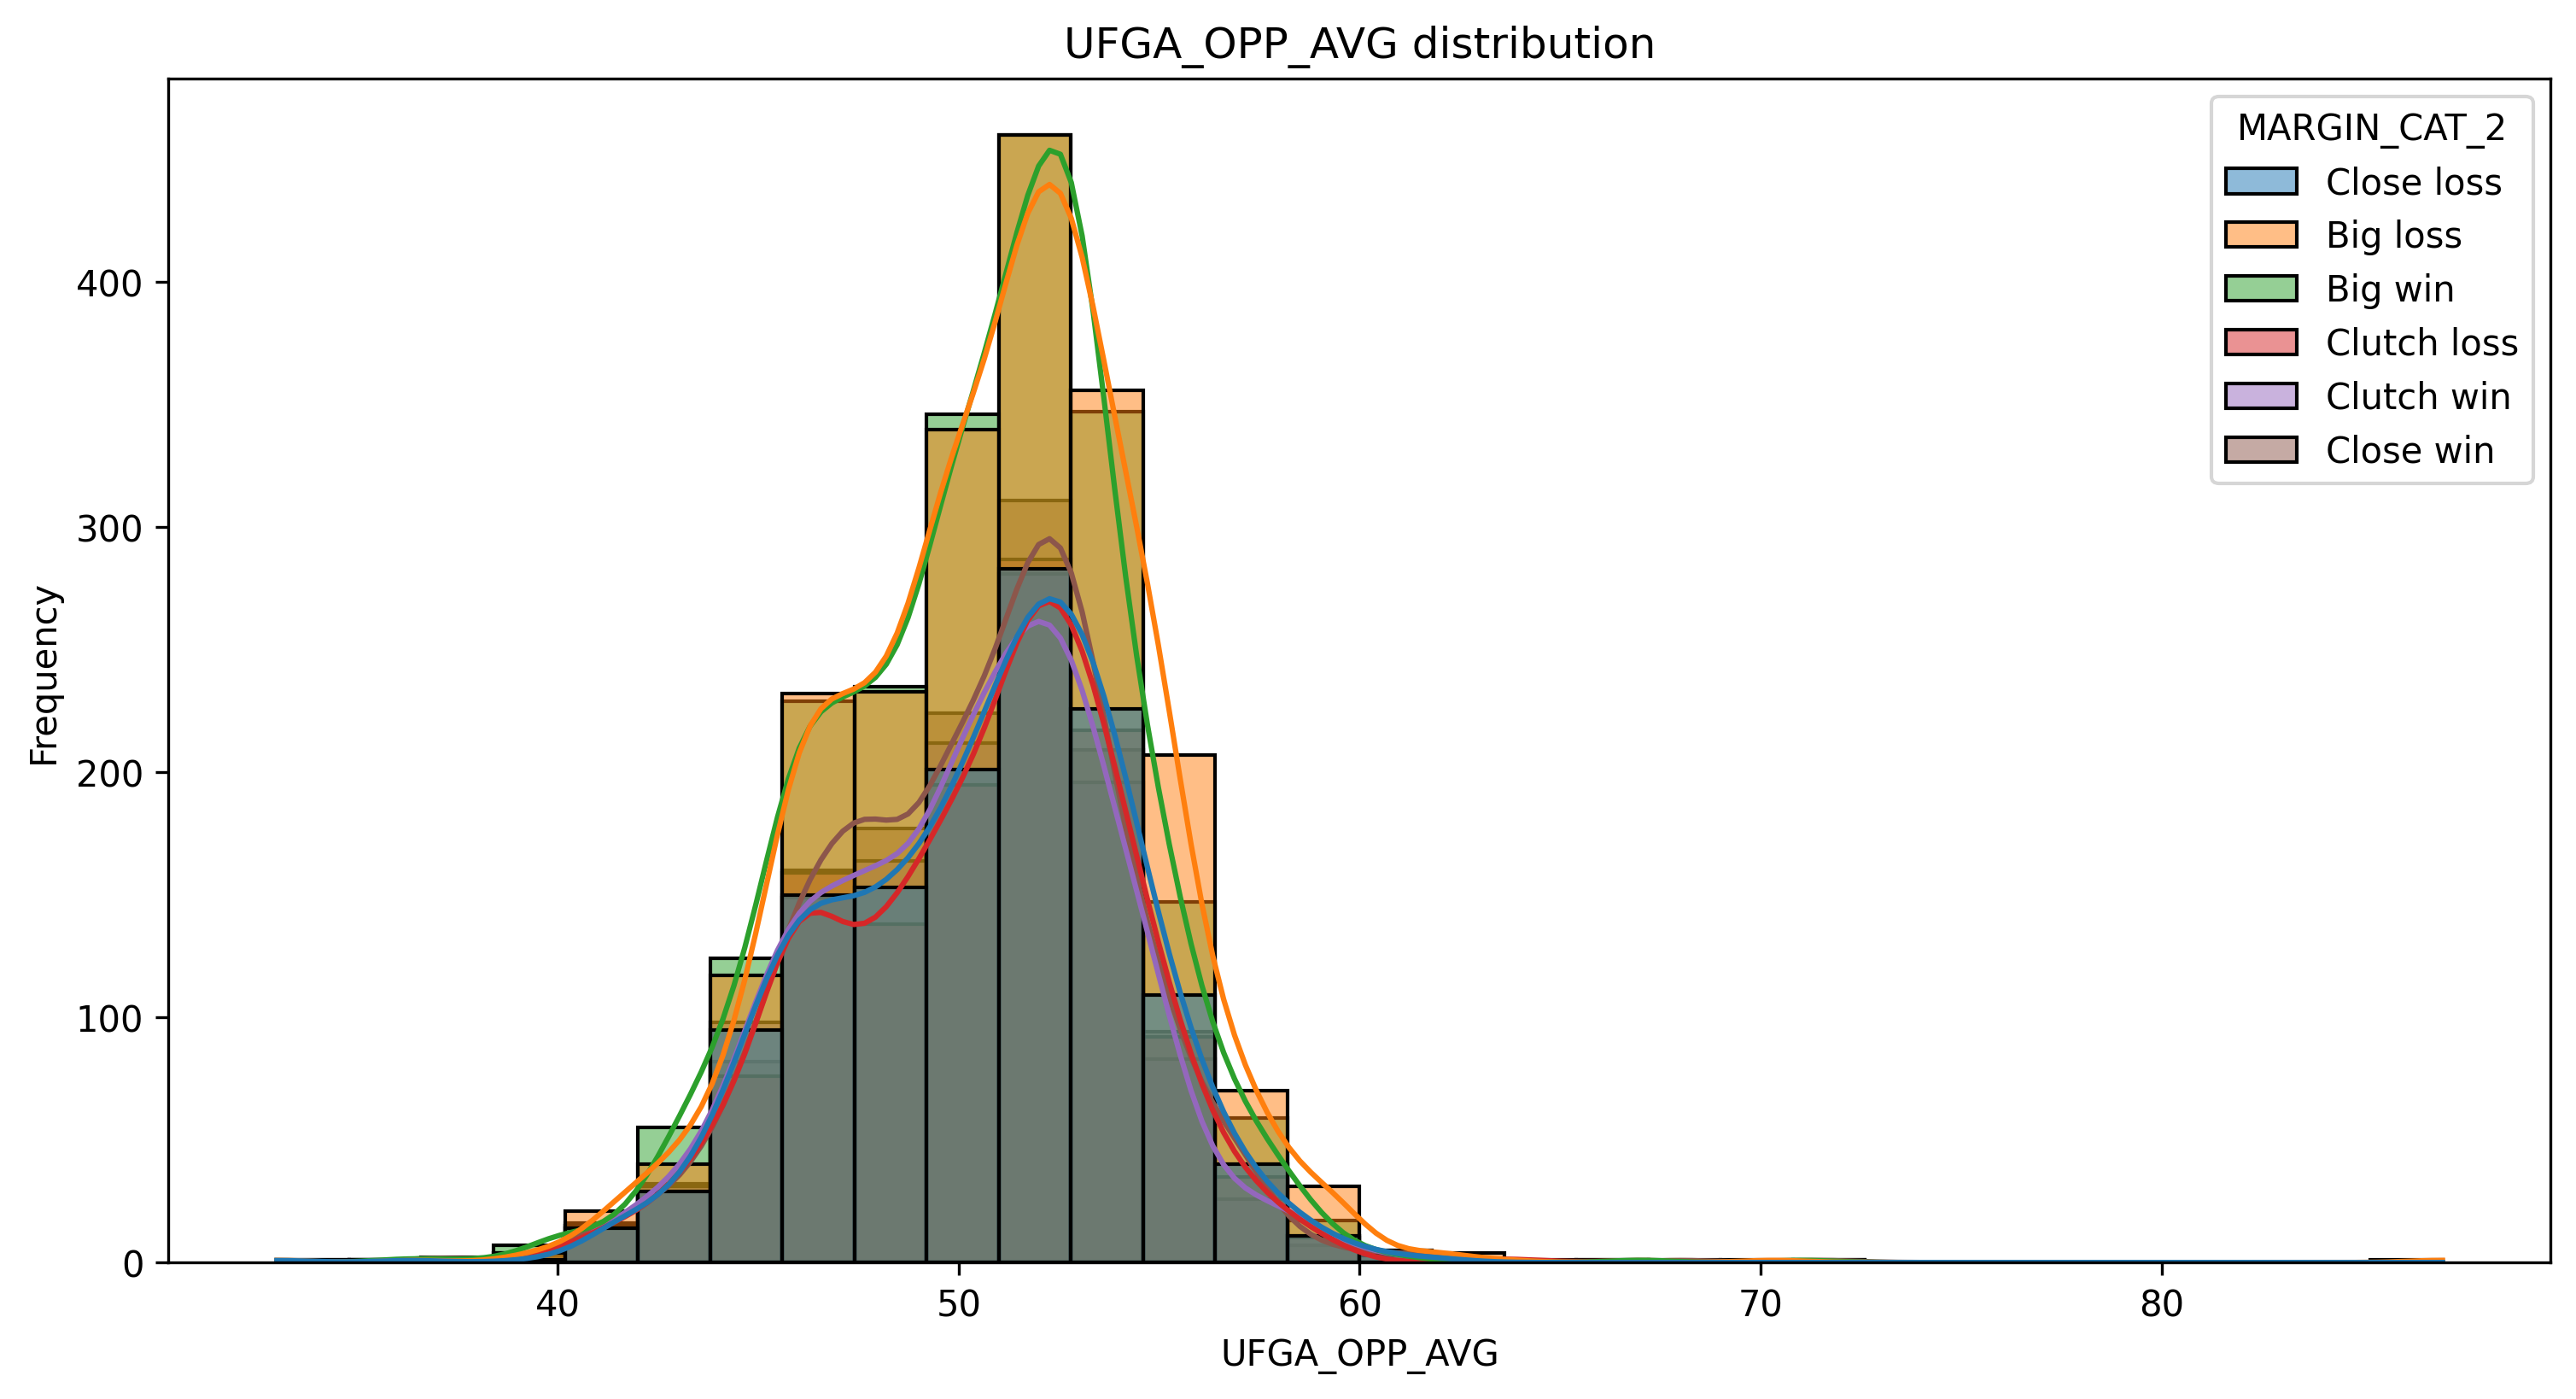 UFGA_OPP_AVG distribution
MARGIN_CAT_2
Close loss
Big loss
Big win
Clutch loss
Clutch win
Close win
Frequency
400
300
200
100
0
40 50 60 70 80
UFGA_OPP_AVG